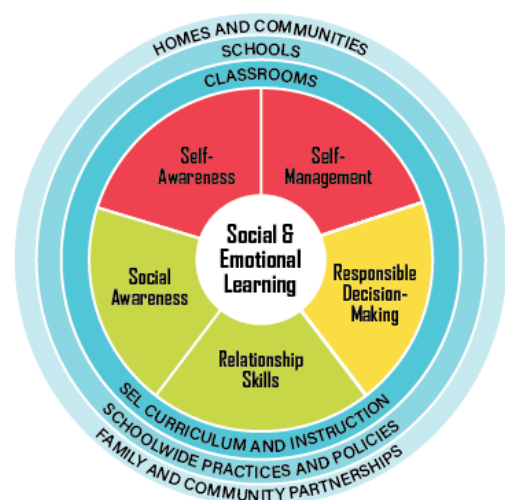 HOMES AND COMMUNITIES
SCHOOLS
CLASSROOMS
Self-
Awareness
Self-
Management
Social &
Emotional
Learning
Social
Awareness
Responsible
Decision-
Making
Relationship
Skills
SEL CURRICULUM AND INSTRUCTION
SCHOOLWIDE PRACTICES AND POLICIES
FAMILY AND COMMUNITY PARTNERSHIPS